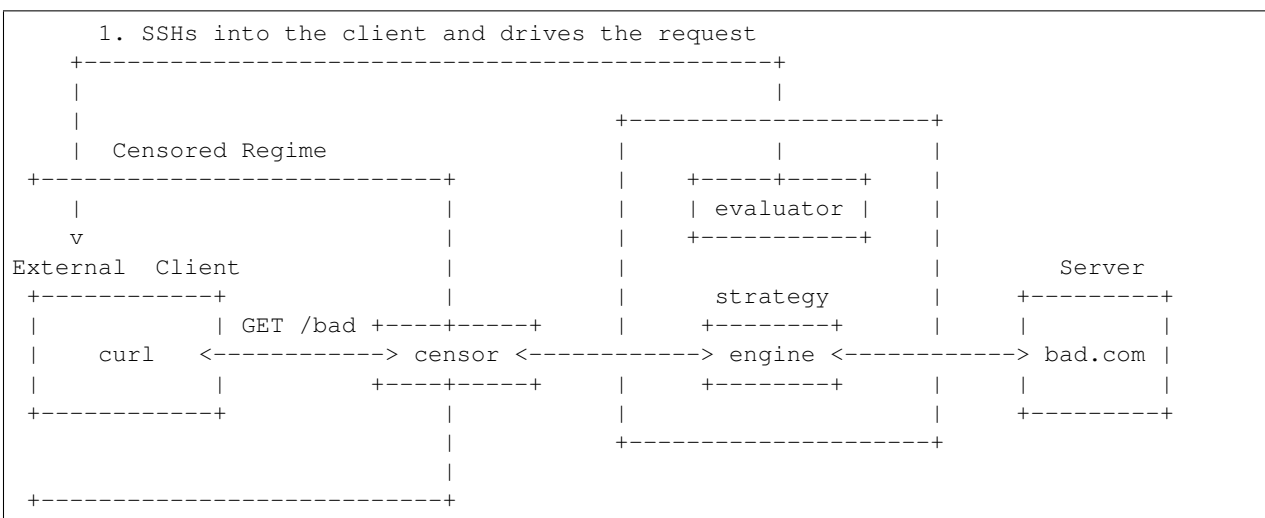 1. SSHs into the client and drives the request
Censored Regime
evaluator
v
External Client
Server
strategy
GET /bad
curl <------------> censor <------------> engine <------------> bad.com